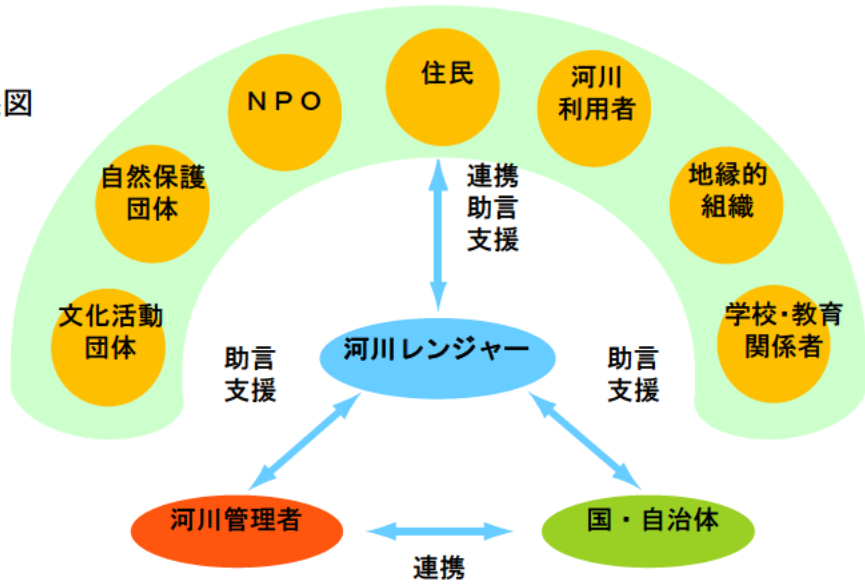 図
住民
ＮＰＯ
河川
利用者
自然保護
団体
地縁的
組織
文化活動
団体
学校・教育
関係者
連携
助言
支援
河川レンジャー
助言
支援
助言
支援
河川管理者
国・自治体
連携